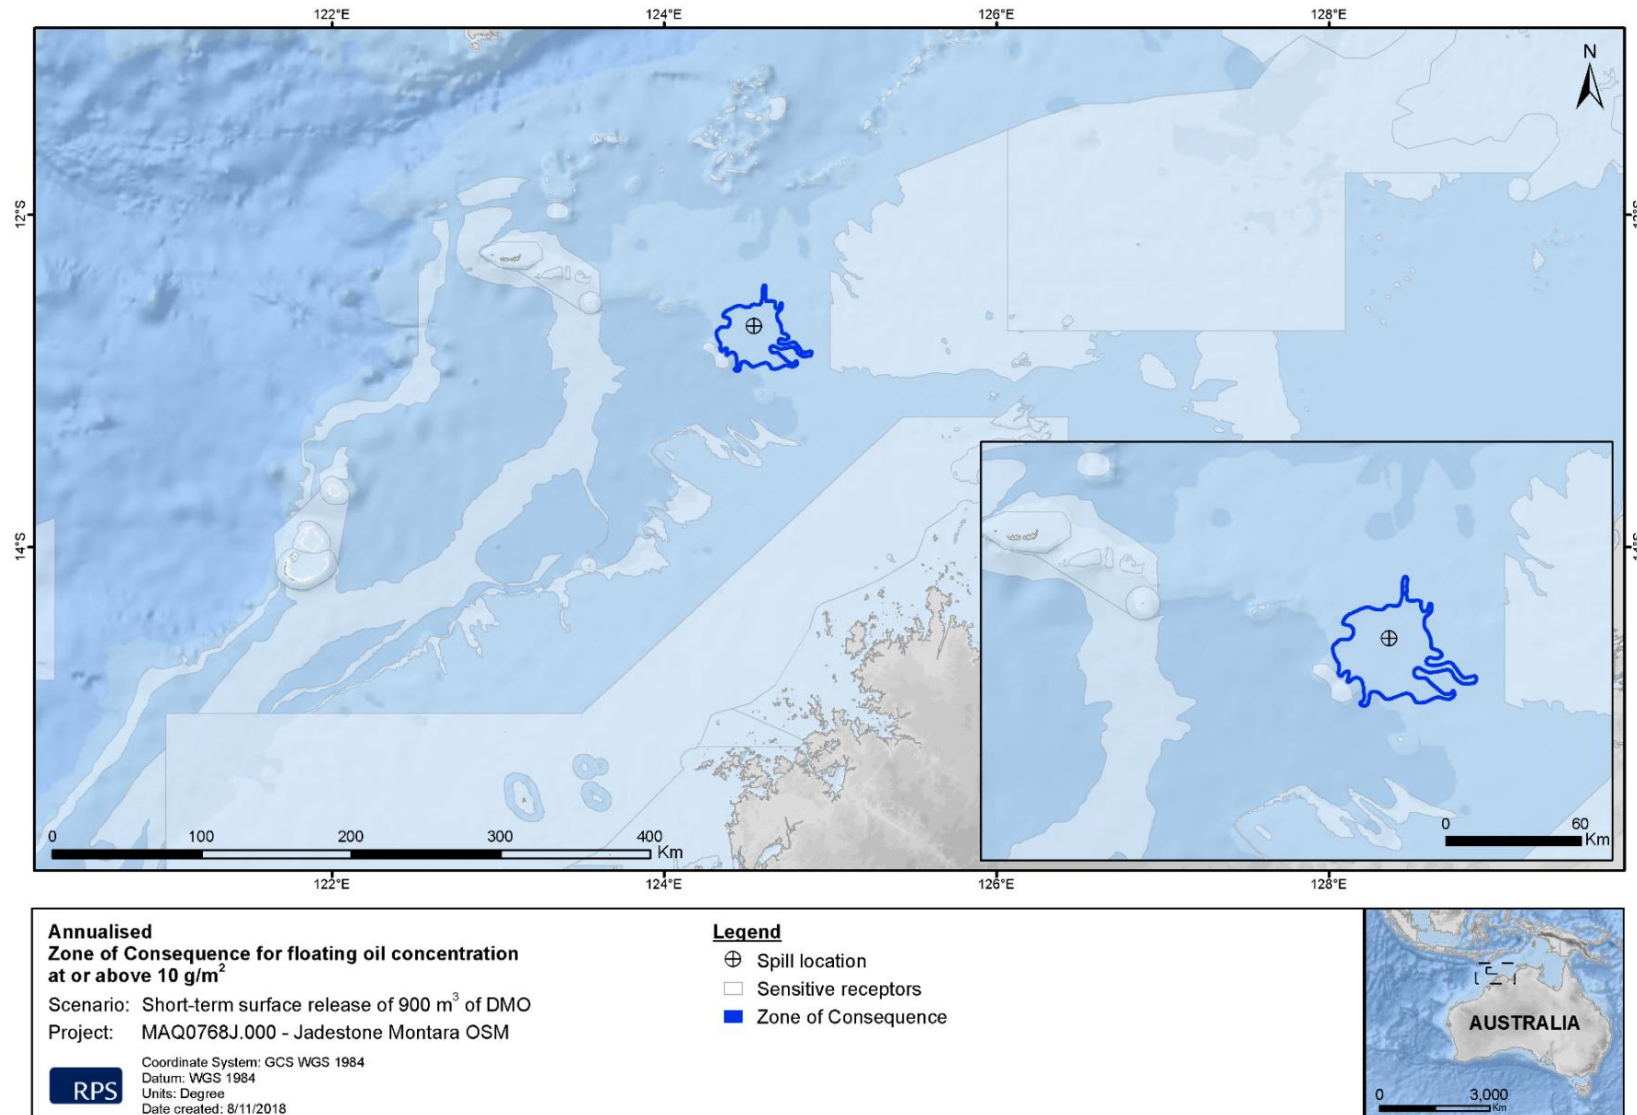 122°E 124°E 126°E 128°E
N
12°S
14°S
0 60
Km
0 100 200 300 400
Km
122°E 124°E 126°E 128°E
Annualised
Zone of Consequence for floating oil concentration
at or above 10 g/m²
Scenario: Short-term surface release of 900 m³ of DMO
Project: MAQ0768J.000 - Jadestone Montara OSM
RPS
Coordinate System: GCS WGS 1984
Datum: WGS 1984
Units: Degree
Date created: 8/11/2018
Legend
Spill location
Sensitive receptors
Zone of Consequence
AUSTRALIA
0 3,000
Km